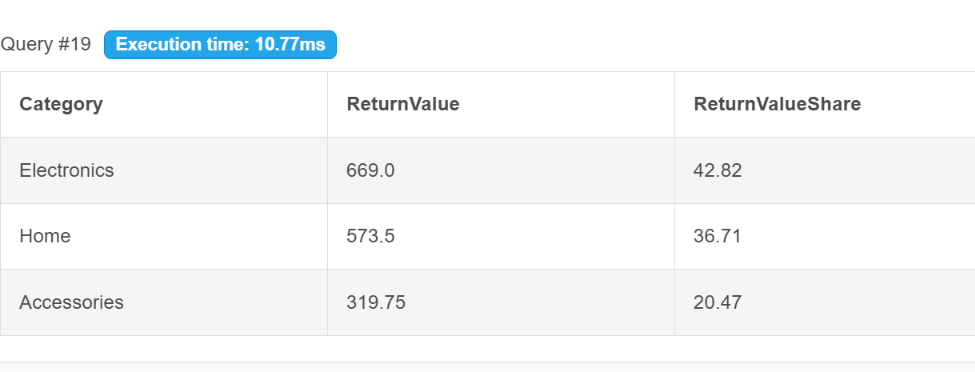 Query #19 Execution time: 10.77ms
Category ReturnValue ReturnValueShare
Electronics 669.0 42.82
Home 573.5 36.71
Accessories 319.75 20.47